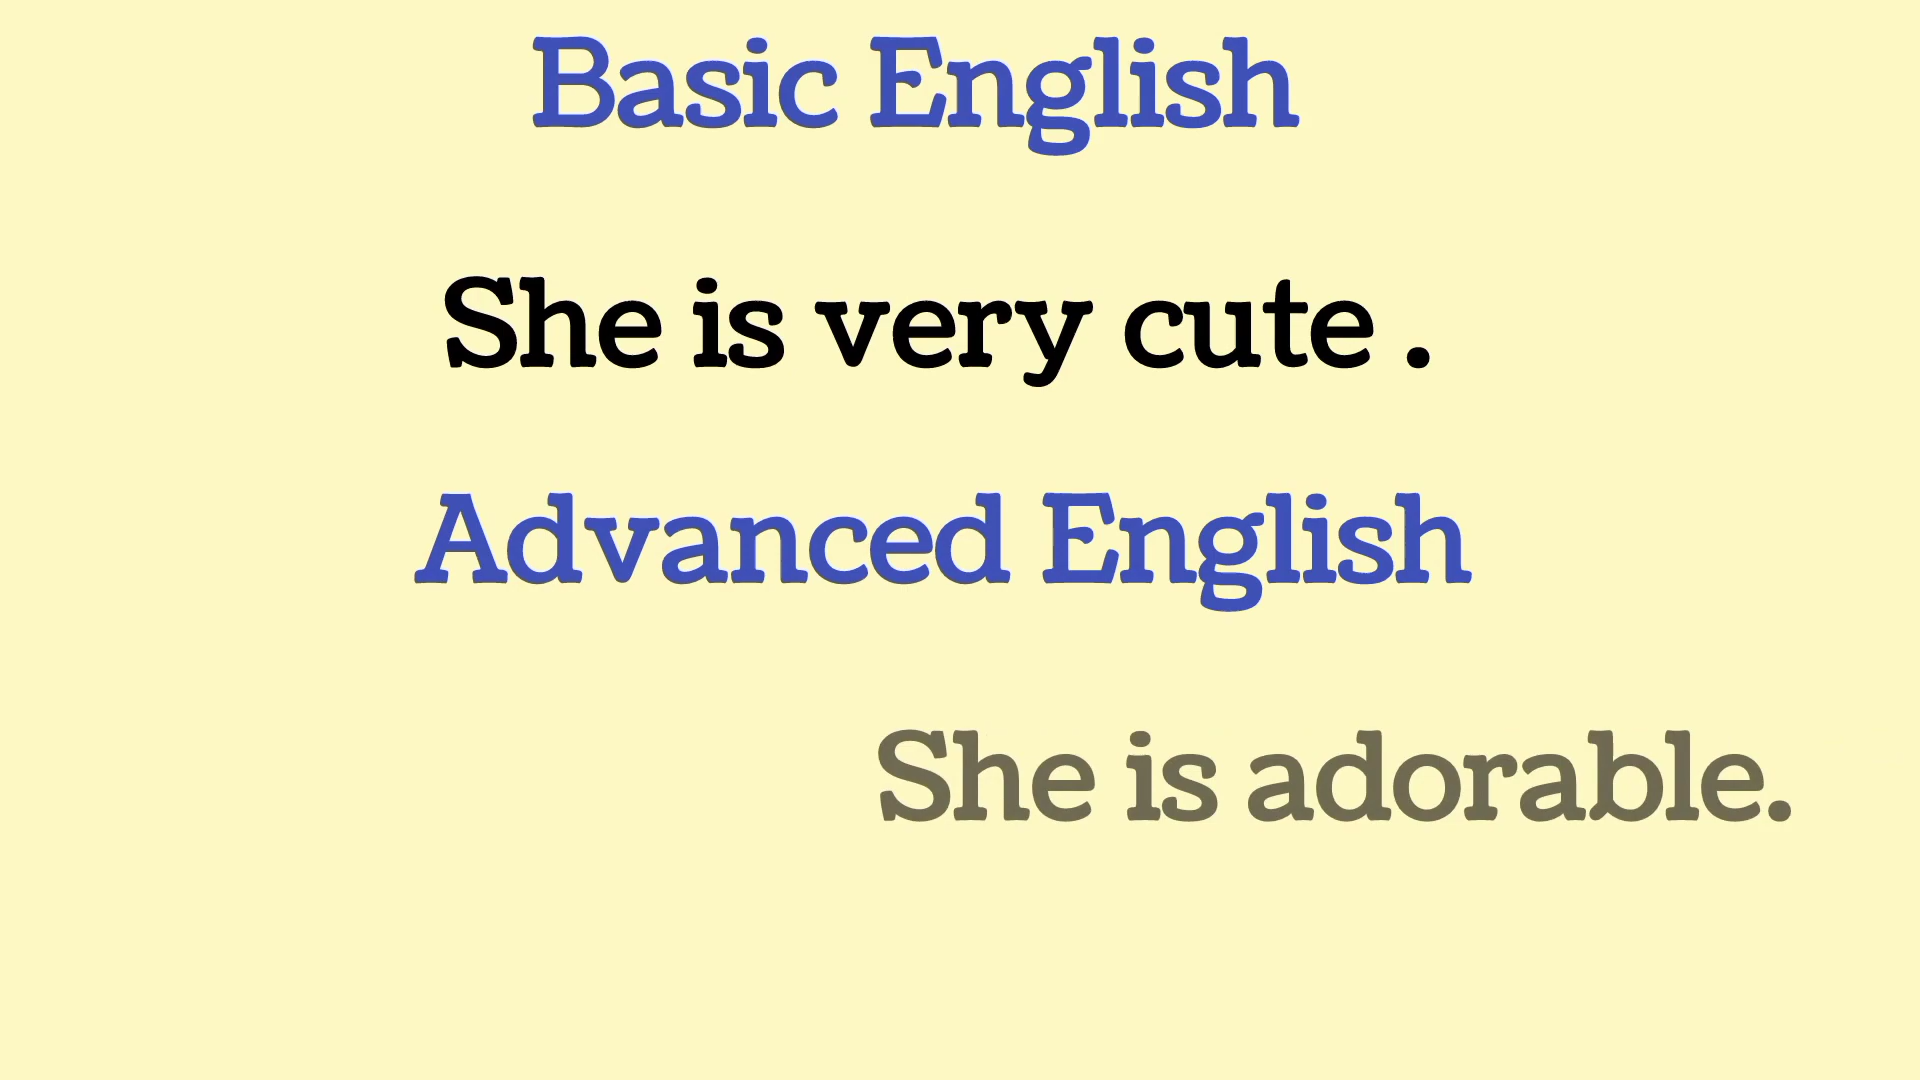 Basic English
She is very cute .
Advanced English
She is adorable.